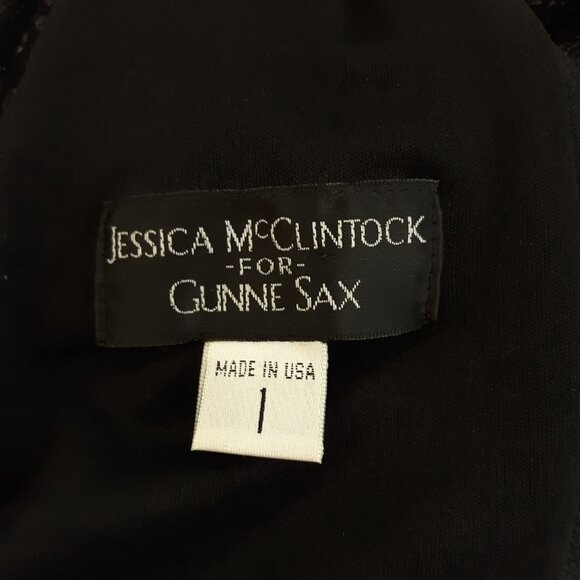 JESSICA McCLINTOCK
-FOR-
GUNNE SAX
MADE IN USA
1